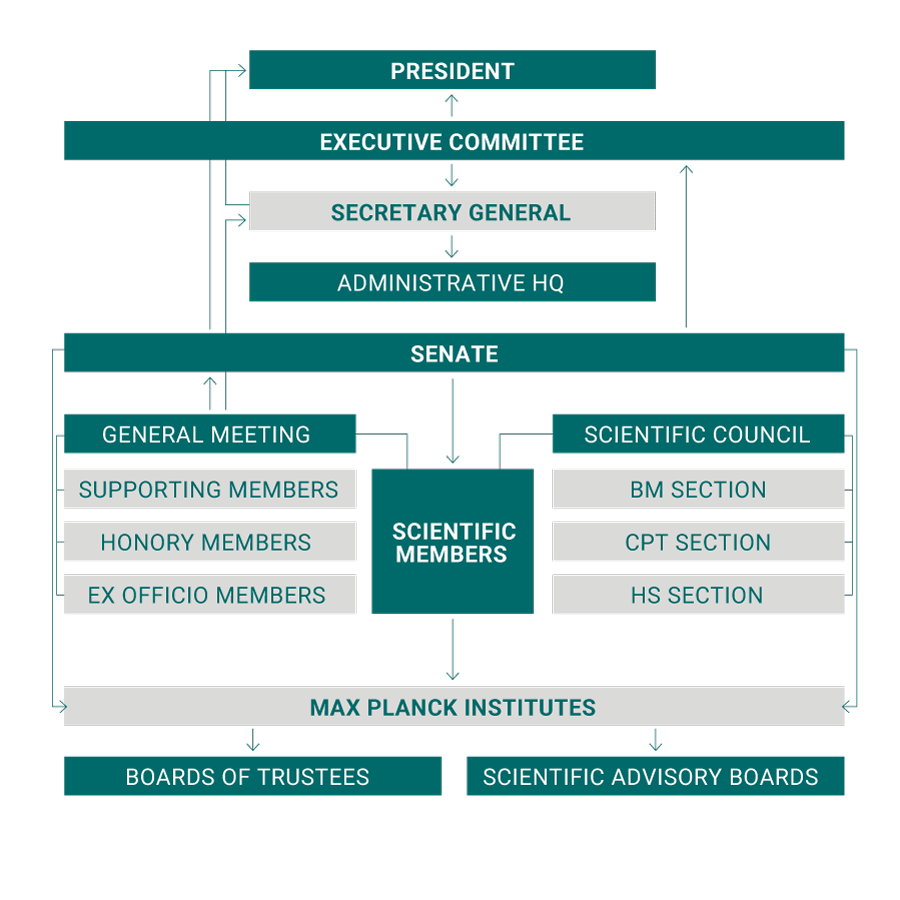 PRESIDENT
EXECUTIVE COMMITTEE
SECRETARY GENERAL
ADMINISTRATIVE HQ
SENATE
GENERAL MEETING
SCIENTIFIC COUNCIL
SUPPORTING MEMBERS
BM SECTION
SCIENTIFIC
MEMBERS
HONORY MEMBERS
CPT SECTION
EX OFFICIO MEMBERS
HS SECTION
MAX PLANCK INSTITUTES
BOARDS OF TRUSTEES
SCIENTIFIC ADVISORY BOARDS